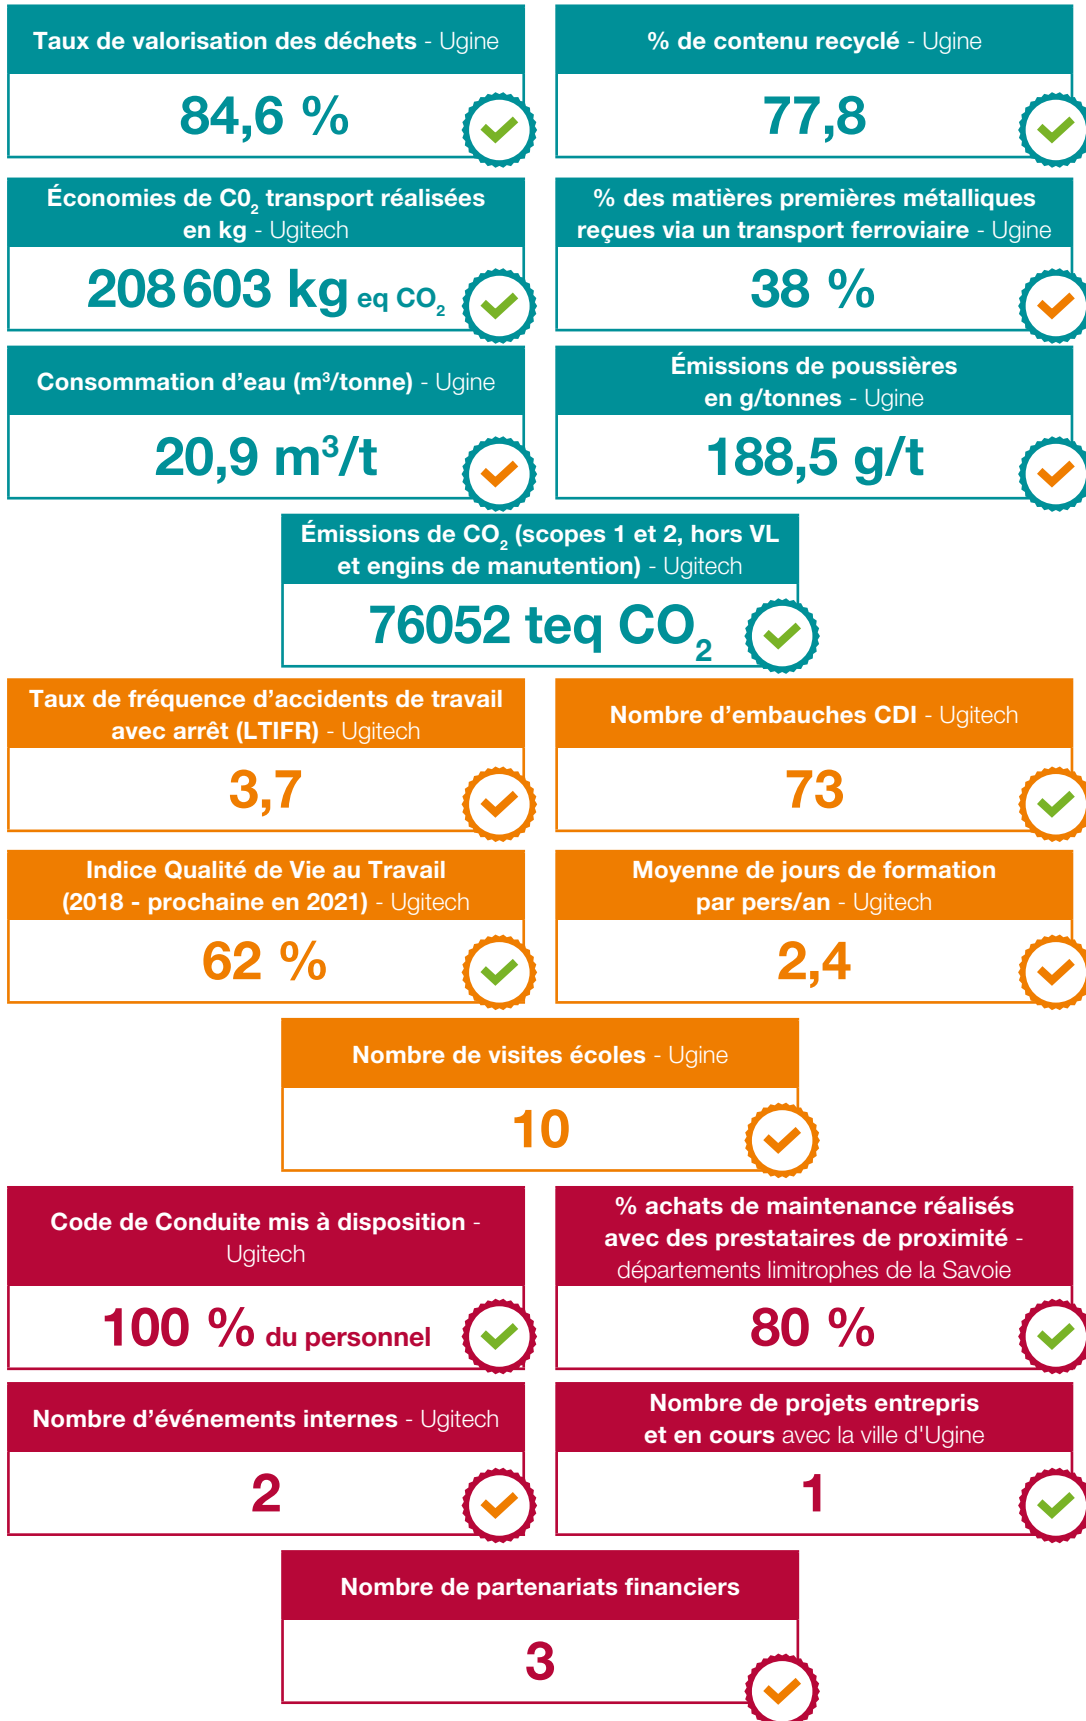 Taux de valorisation des déchets - Ugine
84,6 %
% de contenu recyclé - Ugine
77,8
Économies de C0₂ transport réalisées
en kg - Ugitech
208 603 kg eq CO₂
% des matières premières métalliques
reçues via un transport ferroviaire - Ugine
38 %
Consommation d’eau (m³/tonne) - Ugine
20,9 m³/t
Émissions de poussières
en g/tonnes - Ugine
188,5 g/t
Émissions de CO₂ (scopes 1 et 2, hors VL
et engins de manutention) - Ugitech
76052 teq CO₂
Taux de fréquence d’accidents de travail
avec arrêt (LTIFR) - Ugitech
3,7
Nombre d’embauches CDI - Ugitech
73
Indice Qualité de Vie au Travail
(2018 - prochaine en 2021) - Ugitech
62 %
Moyenne de jours de formation
par pers/an - Ugitech
2,4
Nombre de visites écoles - Ugine
10
Code de Conduite mis à disposition -
Ugitech
100 % du personnel
% achats de maintenance réalisés
avec des prestataires de proximité -
départements limitrophes de la Savoie
80 %
Nombre d’événements internes - Ugitech
2
Nombre de projets entrepris
et en cours avec la ville d'Ugine
1
Nombre de partenariats financiers
3